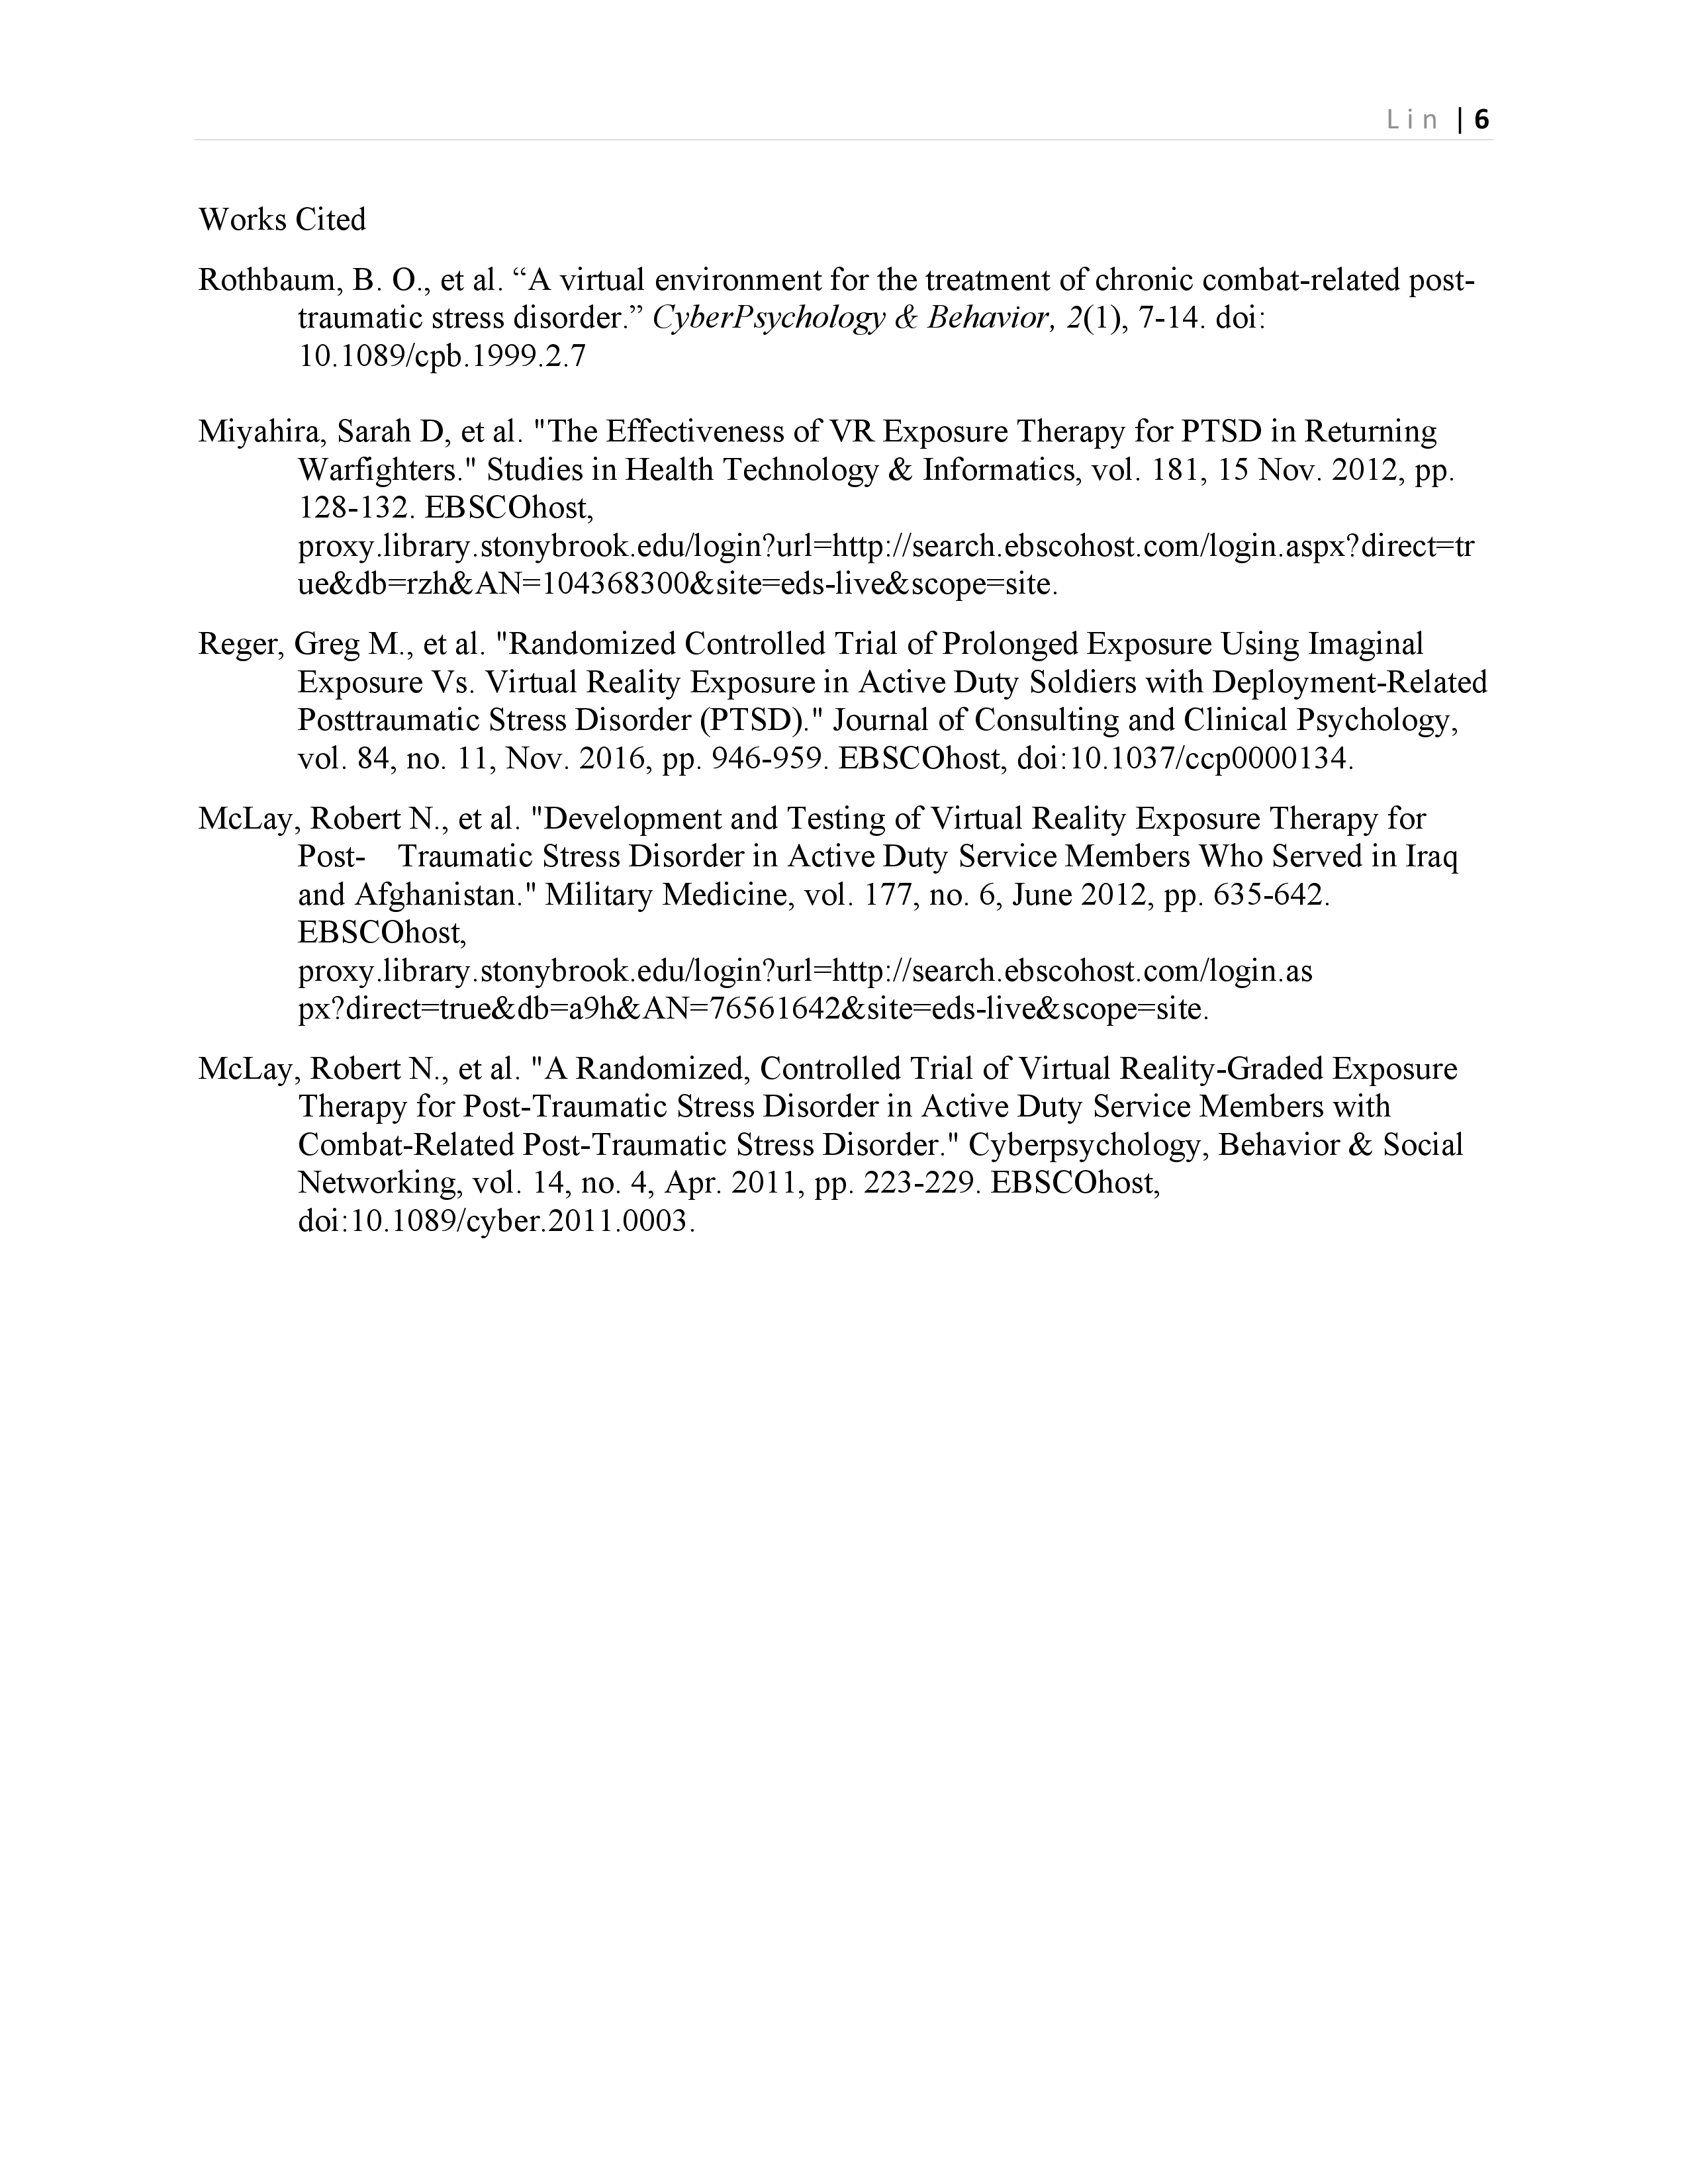 Lin | 6
Works Cited
Rothbaum, B. O., et al. “A virtual environment for the treatment of chronic combat-related post-
traumatic stress disorder.” CyberPsychology & Behavior, 2(1), 7-14. doi:
10.1089/cpb.1999.2.7
Miyahira, Sarah D, et al. "The Effectiveness of VR Exposure Therapy for PTSD in Returning
Warfighters." Studies in Health Technology & Informatics, vol. 181, 15 Nov. 2012, pp.
128-132. EBSCOhost,
proxy.library.stonybrook.edu/login?url=http://search.ebscohost.com/login.aspx?direct=tr
ue&db=rzh&AN=104368300&site=eds-live&scope=site.
Reger, Greg M., et al. "Randomized Controlled Trial of Prolonged Exposure Using Imaginal
Exposure Vs. Virtual Reality Exposure in Active Duty Soldiers with Deployment-Related
Posttraumatic Stress Disorder (PTSD)." Journal of Consulting and Clinical Psychology,
vol. 84, no. 11, Nov. 2016, pp. 946-959. EBSCOhost, doi:10.1037/ccp0000134.
McLay, Robert N., et al. "Development and Testing of Virtual Reality Exposure Therapy for
Post- Traumatic Stress Disorder in Active Duty Service Members Who Served in Iraq
and Afghanistan." Military Medicine, vol. 177, no. 6, June 2012, pp. 635-642.
EBSCOhost,
proxy.library.stonybrook.edu/login?url=http://search.ebscohost.com/login.as
px?direct=true&db=a9h&AN=76561642&site=eds-live&scope=site.
McLay, Robert N., et al. "A Randomized, Controlled Trial of Virtual Reality-Graded Exposure
Therapy for Post-Traumatic Stress Disorder in Active Duty Service Members with
Combat-Related Post-Traumatic Stress Disorder." Cyberpsychology, Behavior & Social
Networking, vol. 14, no. 4, Apr. 2011, pp. 223-229. EBSCOhost,
doi:10.1089/cyber.2011.0003.